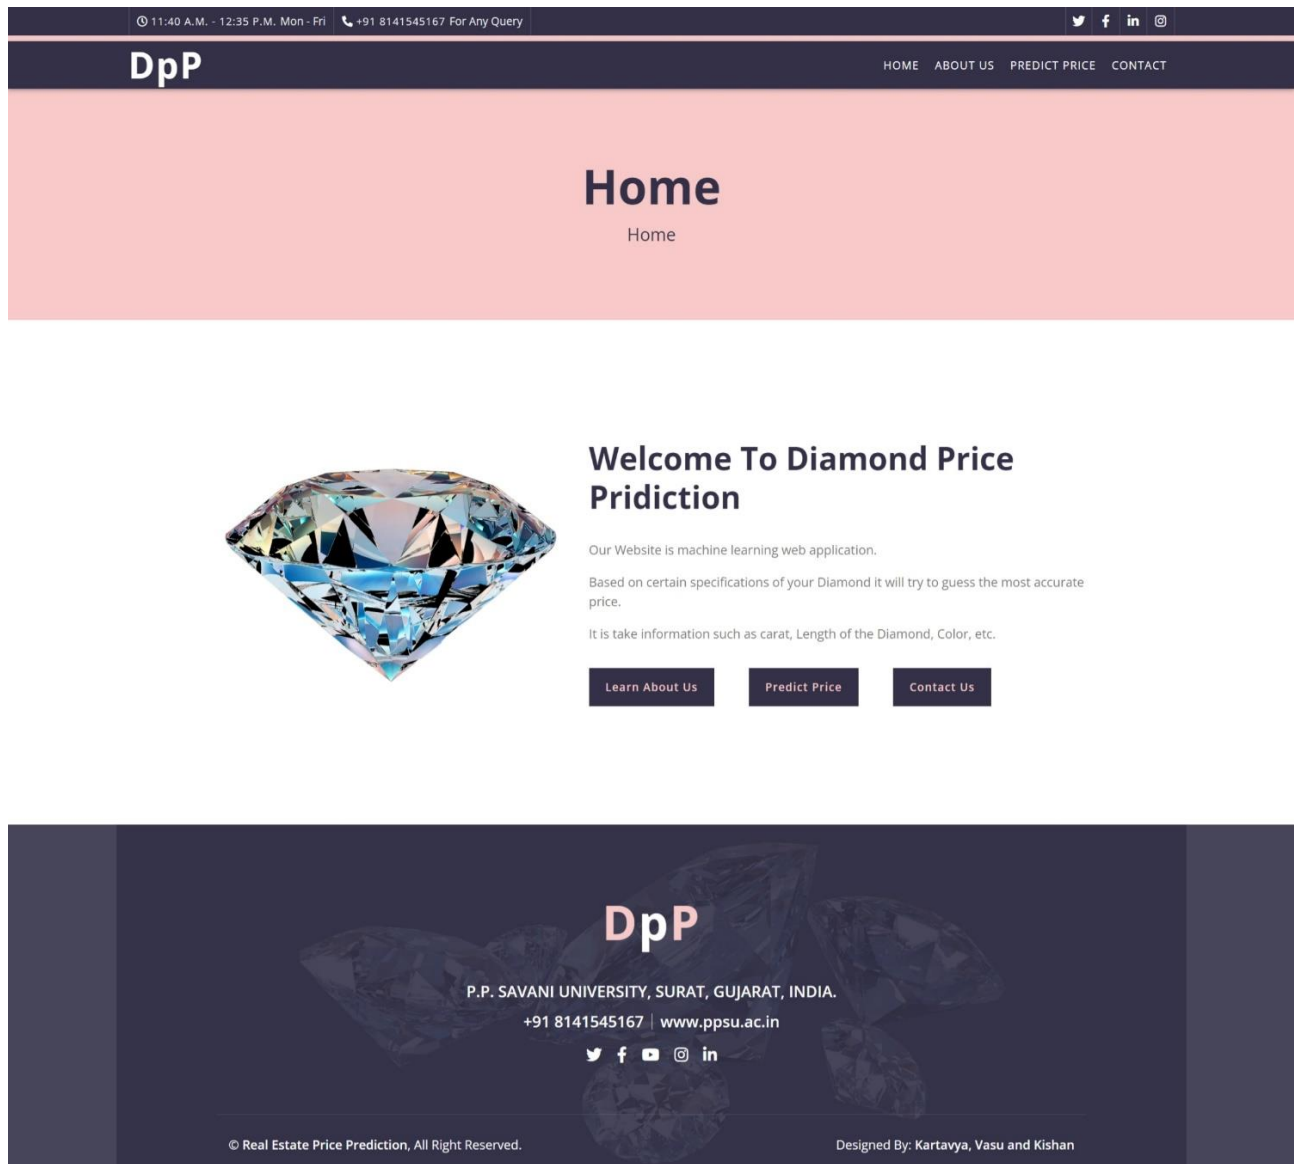 11:40 A.M. - 12:35 P.M. Mon - Fri +91 8141545167 For Any Query
DpP HOME ABOUT US PREDICT PRICE CONTACT
Home
Home
Welcome To Diamond Price
Pridiction
Our Website is machine learning web application.
Based on certain specifications of your Diamond it will try to guess the most accurate
price.
It is take information such as carat, Length of the Diamond, Color, etc.
Learn About Us Predict Price Contact Us
DpP
P.P. SAVANI UNIVERSITY, SURAT, GUJARAT, INDIA.
+91 8141545167 | www.ppsu.ac.in
© Real Estate Price Prediction, All Right Reserved. Designed By: Kartavya, Vasu and Kishan